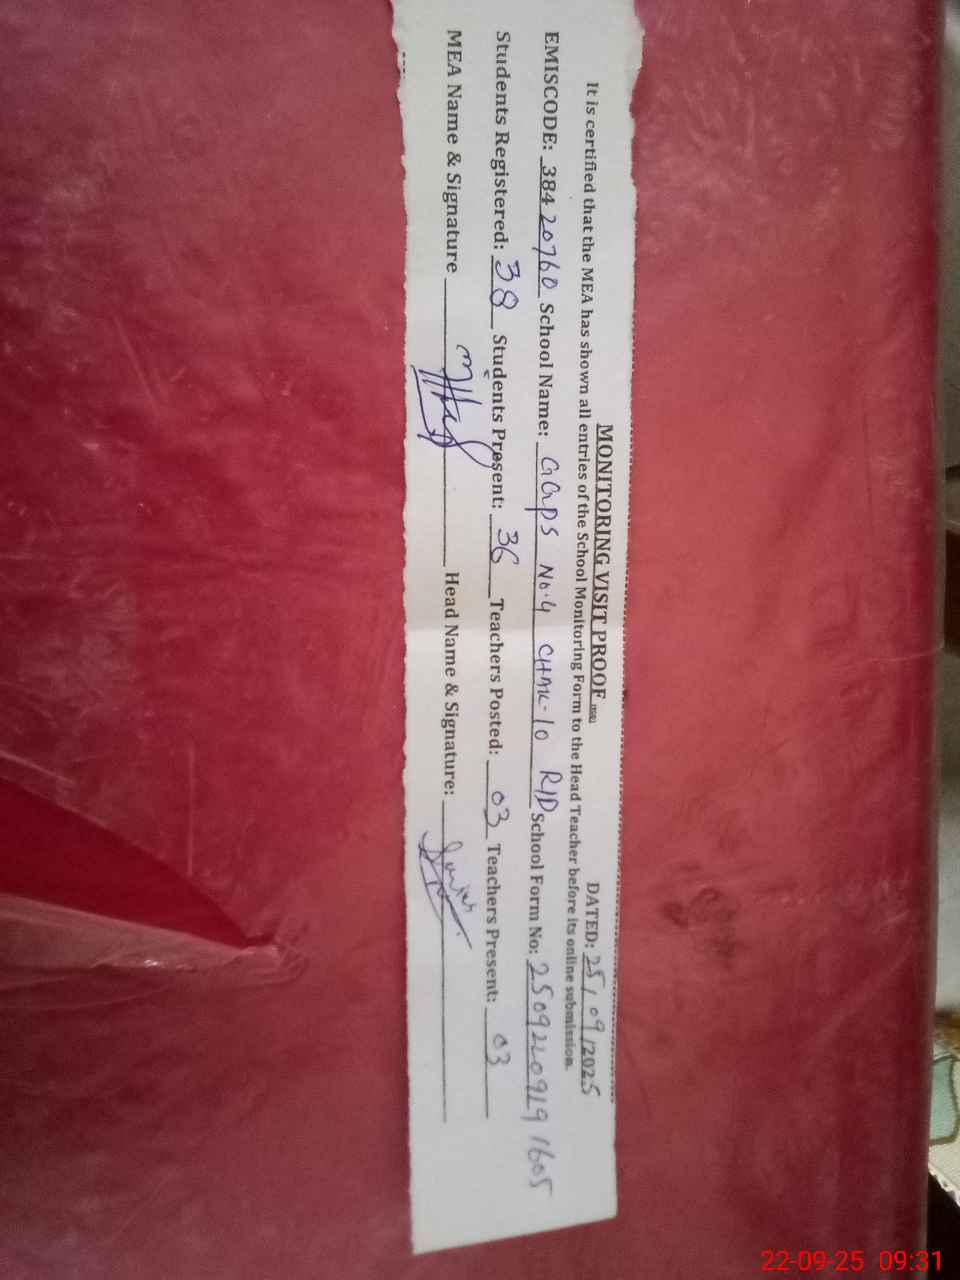 MONITORING VISIT PROOF DATED: 25/09/2025
It is certified that the MEA has shown all entries of the School Monitoring Form to the Head Teacher before its online submission.
EMISCODE: 38420760 School Name: GGPS No.4 CHAK-10 R/D School Form No:
Students Registered: 38 Students Present: 36 Teachers Posted: 03 Teachers Present: 03
MEA Name & Signature Head Name & Signature:
22-09-25 09:31